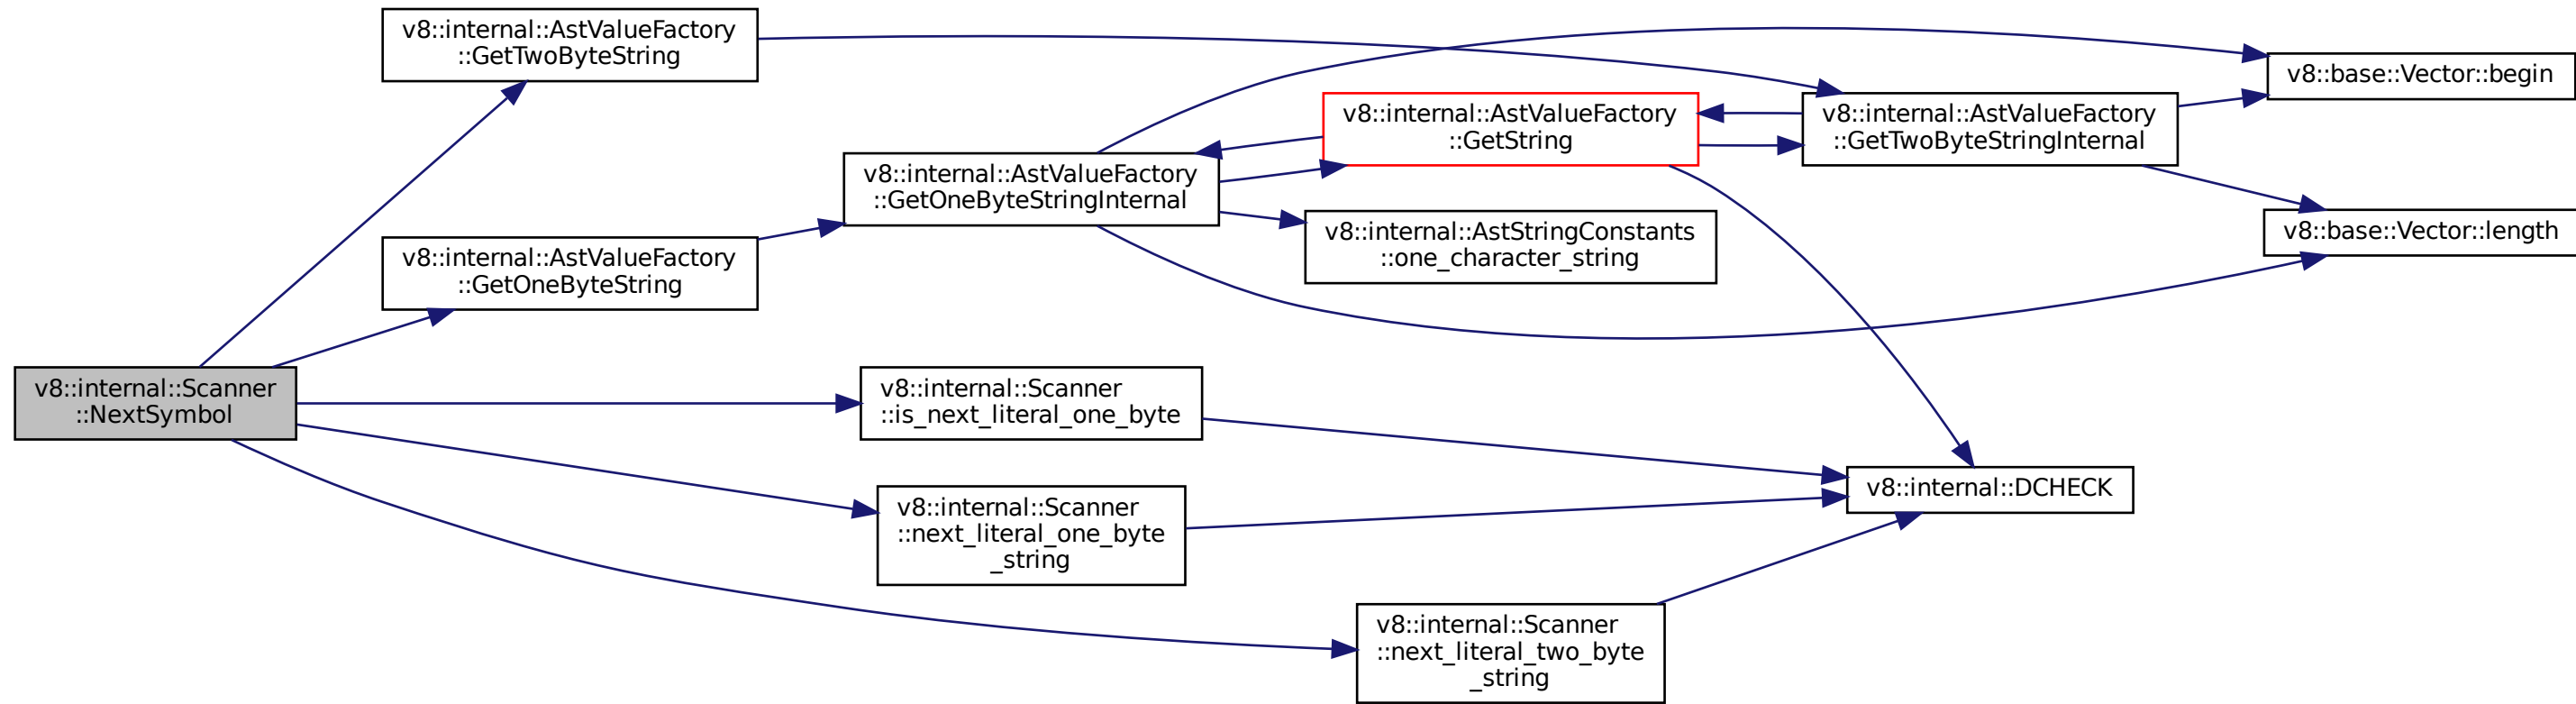 v8::internal::AstValueFactory
::GetTwoByteString
v8::base::Vector::begin
v8::internal::AstValueFactory
::GetString
v8::internal::AstValueFactory
::GetTwoByteStringInternal
v8::internal::AstValueFactory
::GetOneByteStringInternal
v8::internal::AstStringConstants
::one_character_string
v8::base::Vector::length
v8::internal::AstValueFactory
::GetOneByteString
v8::internal::Scanner
::NextSymbol
v8::internal::Scanner
::is_next_literal_one_byte
v8::internal::DCHECK
v8::internal::Scanner
::next_literal_one_byte
_string
v8::internal::Scanner
::next_literal_two_byte
_string